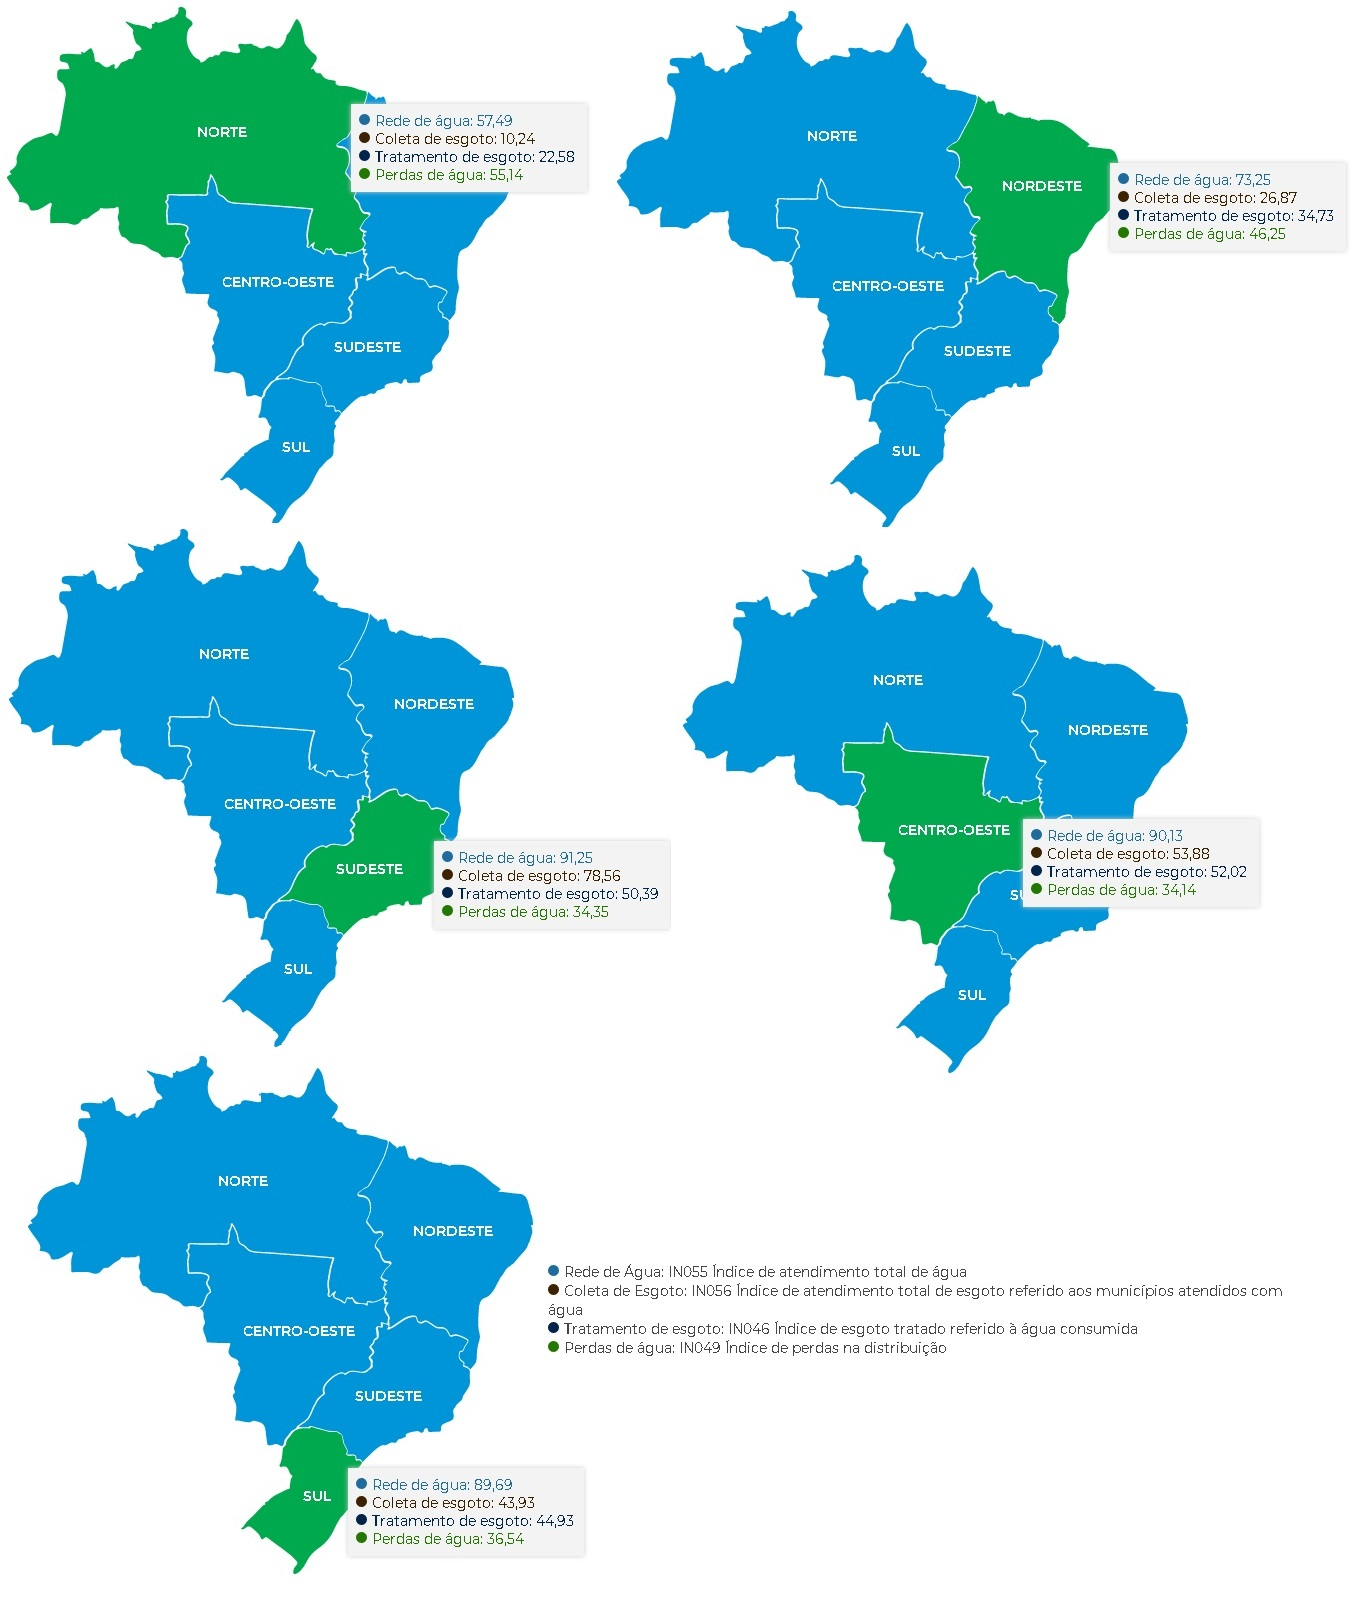 NORTE
Rede de água: 57,49
Coleta de esgoto: 10,24
Tratamento de esgoto: 22,58
Perdas de água: 55,14
CENTRO-OESTE
SUDESTE
SUL
NORTE
NORDESTE
Rede de água: 73,25
Coleta de esgoto: 26,87
Tratamento de esgoto: 34,73
Perdas de água: 46,25
CENTRO-OESTE
SUDESTE
SUL
NORTE
NORDESTE
CENTRO-OESTE
SUDESTE
Rede de água: 91,25
Coleta de esgoto: 78,56
Tratamento de esgoto: 50,39
Perdas de água: 34,35
SUL
NORTE
NORDESTE
CENTRO-OESTE
Rede de água: 90,13
Coleta de esgoto: 53,88
Tratamento de esgoto: 52,02
Perdas de água: 34,14
SU
SUL
NORTE
NORDESTE
CENTRO-OESTE
SUDESTE
SUL
Rede de água: 89,69
Coleta de esgoto: 43,93
Tratamento de esgoto: 44,93
Perdas de água: 36,54
Rede de Água: IN055 Índice de atendimento total de água
Coleta de Esgoto: IN056 Índice de atendimento total de esgoto referido aos municípios atendidos com
água
Tratamento de esgoto: IN046 Índice de esgoto tratado referido à água consumida
Perdas de água: IN049 Índice de perdas na distribuição